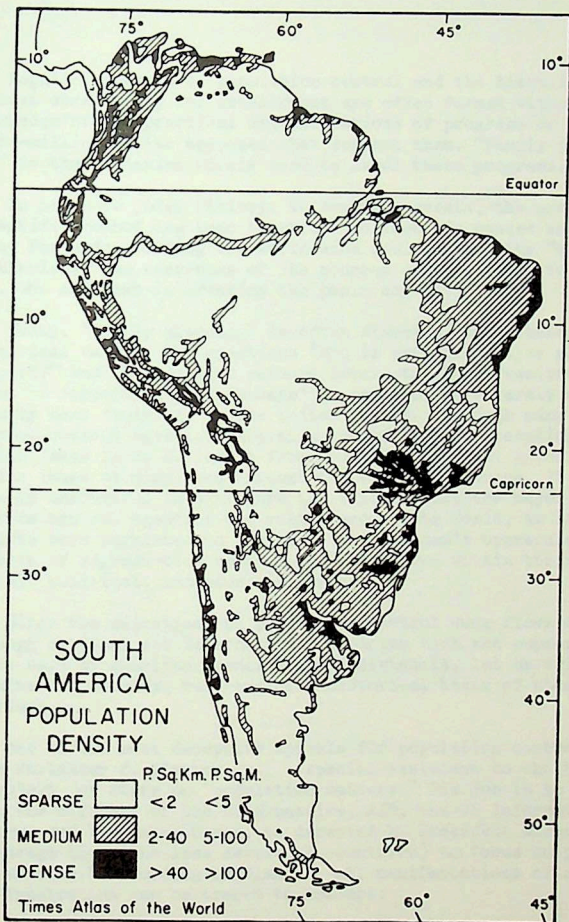 75° 60° 45°
10° 10°
Equator
10° 10°
20° 20°
Capricorn
30° 30°
40°
50°
SOUTH
AMERICA
POPULATION
DENSITY
P. Sq.Km. P.Sq.M.
SPARSE <2 <5
MEDIUM 2-40 5-100
DENSE >40 >100
Times Atlas of the World
75° 60° 45°